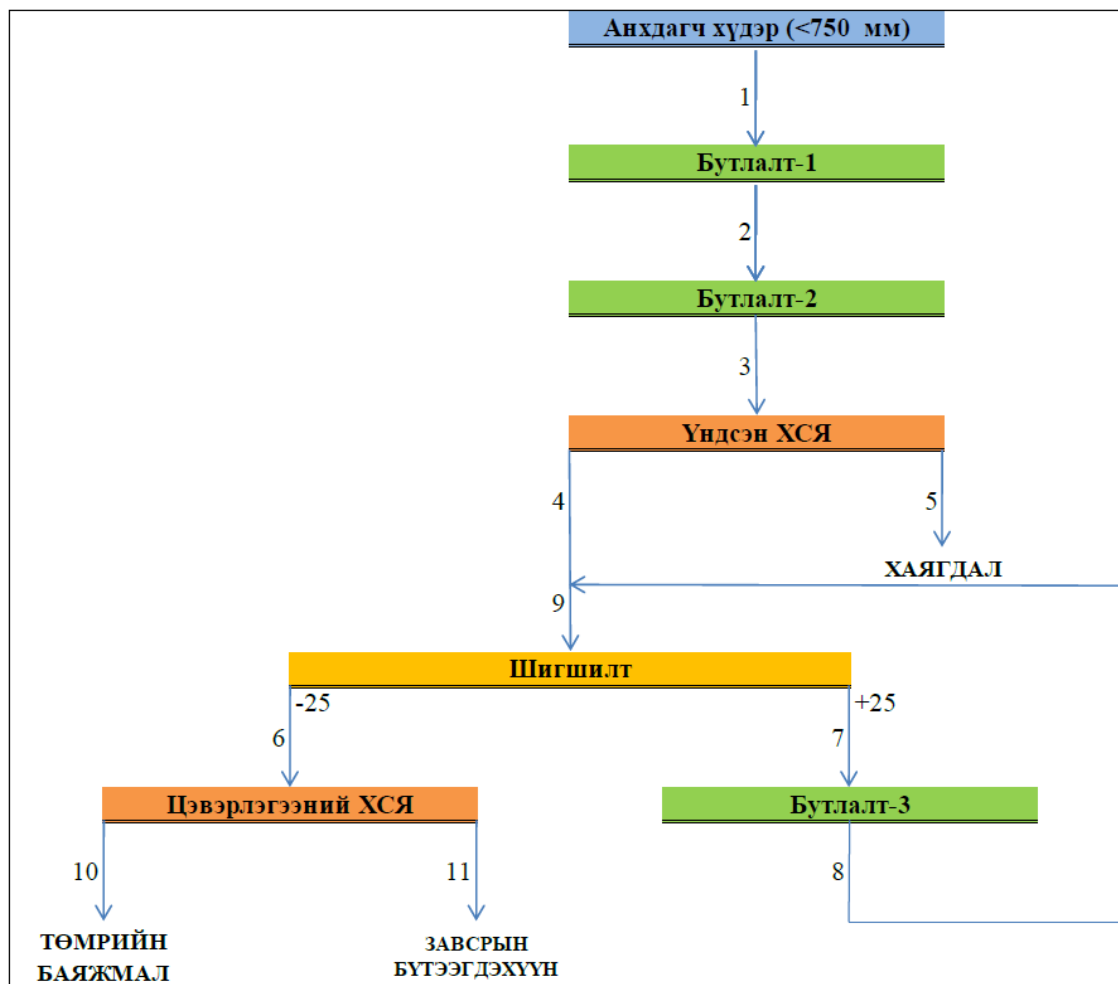 Анхдагч хүдэр (<750 мм)
1
Бутлалт-1
2
Бутлалт-2
3
Үндсэн ХСЯ
4
5
ХАЯГДАЛ
9
Шигшилт
-25
+25
6
7
Цэвэрлэгээний ХСЯ
Бутлалт-3
10
11
8
ТӨМРИЙН
БАЯЖМАЛ
ЗАВСРЫН
БҮТЭЭГДЭХҮҮН